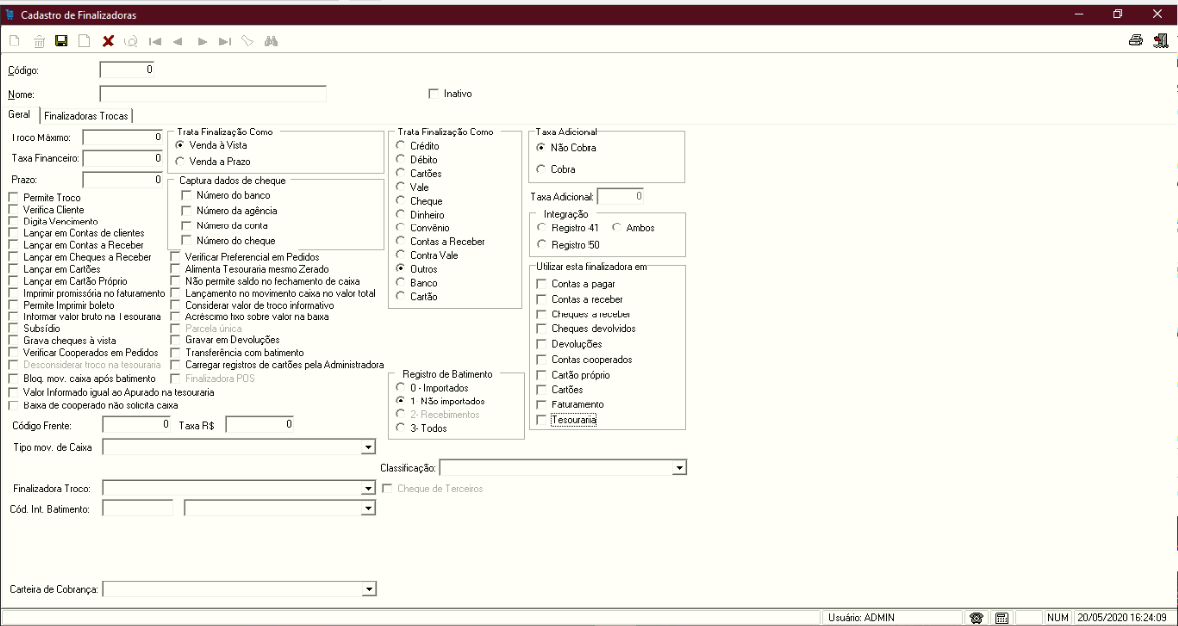 Cadastro de Finalizadoras
Código: 0
Nome:
Inativo
Geral
Finalizadoras Trocas
Troco Máximo: 0
Taxa Financeiro: 0
Prazo: 0
Permite Troco
Verifica Cliente
Digita Vencimento
Lançar em Contas de clientes
Lançar em Contas a Receber
Lançar em Cheques a Receber
Lançar em Cartões
Lançar em Cartão Próprio
Imprimir promissória no faturamento
Permite Imprimir boleto
Informar valor bruto na Tesouraria
Subsídio
Grava cheques à vista
Verificar Cooperados em Pedidos
Desconsiderar troco na tesouraria
Bloq. mov. caixa após batimento
Valor Informado igual ao Apurado na tesouraria
Baixa de cooperado não solicita caixa
Trata Finalização Como
Venda à Vista
Venda a Prazo
Captura dados de cheque
Número do banco
Número da agência
Número da conta
Número do cheque
Verificar Preferencial em Pedidos
Alimenta Tesouraria mesmo Zerado
Não permite saldo no fechamento de caixa
Lançamento no movimento caixa no valor total
Considerar valor de troco informativo
Acréscimo fixo sobre valor na baixa
Parcela única
Gravar em Devoluções
Transferência com batimento
Carregar registros de cartões pela Administradora
Finalizadora POS
Trata Finalização Como
Crédito
Débito
Cartões
Vale
Cheque
Dinheiro
Convênio
Contas a Receber
Contra Vale
Outros
Banco
Cartão
Registro de Batimento
0 - Importados
1- Não importados
2- Recebimentos
3- Todos
Taxa Adicional
Não Cobra
Cobra
Taxa Adicional: 0
Integração
Registro 41
Ambos
Registro 50
Utilizar esta finalizadora em
Contas a pagar
Contas a receber
Cheques a receber
Cheques devolvidos
Devoluções
Contas cooperados
Cartão próprio
Cartões
Faturamento
Tesouraria
Código Frente: 0 Taxa R$ 0
Tipo mov. de Caixa
Classificação:
Finalizadora Troco:
Cheque de Terceiros
Cód. Int. Batimento:
Carteira de Cobrança:
Usuário: ADMIN
NUM
20/05/2020 16:24:09